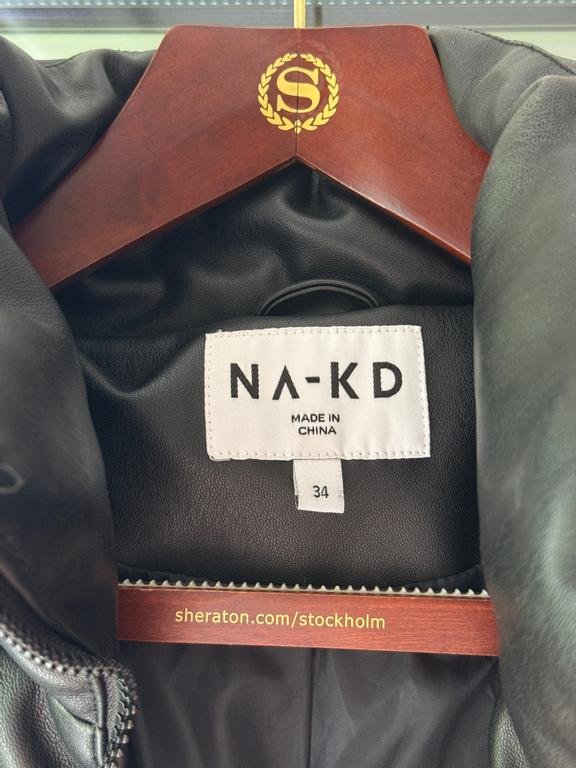 S
NA-KD
MADE IN
CHINA
34
sheraton.com/stockholm